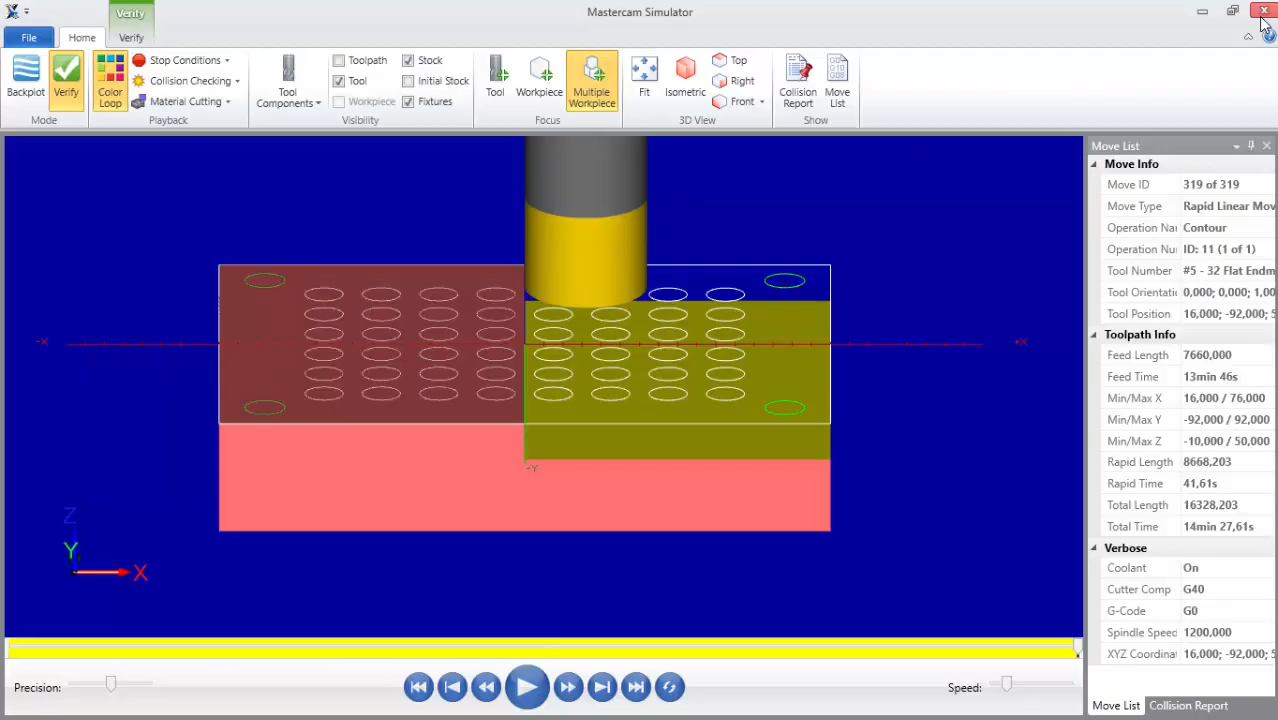 Verify
Mastercam Simulator
File
Home
Verify
Backplot
Verify
Mode
Color Loop
Stop Conditions
Collision Checking
Material Cutting
Playback
Tool Components
Toolpath
Tool
Workpiece
Stock
Initial Stock
Fixtures
Visibility
Tool
Workpiece
Multiple Workpiece
Focus
Fit
Isometric
Top
Right
Front
3D View
Collision Report
G01 G10 G03
Move List
Show
-X
+X
-Y
Z
Y
X
Move List
Move Info
Move ID 319 of 319
Move Type Rapid Linear Mov
Operation Nar Contour
Operation Nur ID: 11 (1 of 1)
Tool Number #5 - 32 Flat Endm
Tool Orientati 0,000; 0,000; 1,00
Tool Position 16,000; -92,000; 5
Toolpath Info
Feed Length 7660,000
Feed Time 13min 46s
Min/Max X 16,000 / 76,000
Min/Max Y -92,000 / 92,000
Min/Max Z -10,000 / 50,000
Rapid Length 8668,203
Rapid Time 41,61s
Total Length 16328,203
Total Time 14min 27,61s
Verbose
Coolant On
Cutter Comp G40
G-Code G0
Spindle Speed 1200,000
XYZ Coordinat 16,000; -92,000; 5
Precision:
Speed:
Move List
Collision Report